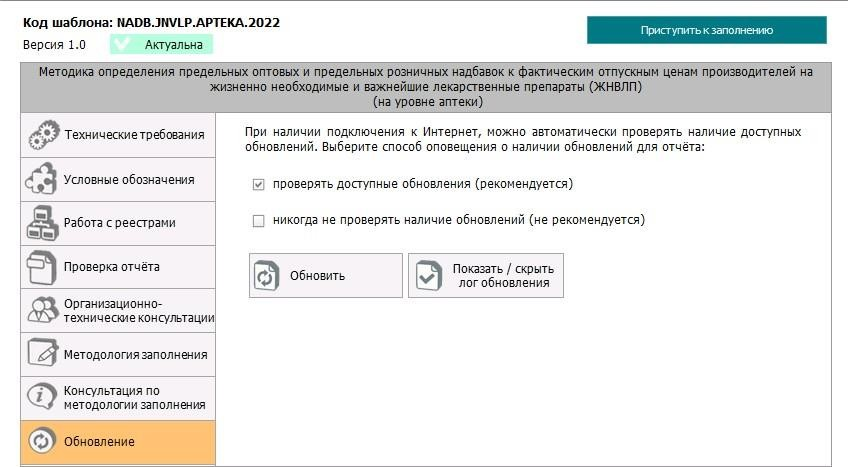 Код шаблона: NADB.JNVLP.APTEKA.2022
Версия 1.0
Актуальна
Приступить к заполнению
Методика определения предельных оптовых и предельных розничных надбавок к фактическим отпускным ценам производителей на
жизненно необходимые и важнейшие лекарственные препараты (ЖНВЛП)
(на уровне аптеки)
Технические требования
Условные обозначения
Работа с реестрами
Проверка отчёта
Организационно-
технические консультации
Методология заполнения
Консультация по
методологии заполнения
Обновление
При наличии подключения к Интернет, можно автоматически проверять наличие доступных
обновлений. Выберите способ оповещения о наличии обновлений для отчёта:
проверять доступные обновления (рекомендуется)
никогда не проверять наличие обновлений (не рекомендуется)
Обновить
Показать / скрыть
лог обновления